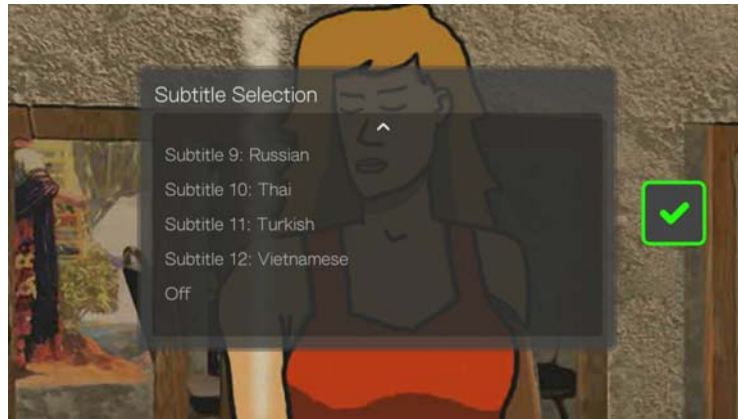 Subtitle Selection
Subtitle 9: Russian
Subtitle 10: Thai
Subtitle 11: Turkish
Subtitle 12: Vietnamese
Off